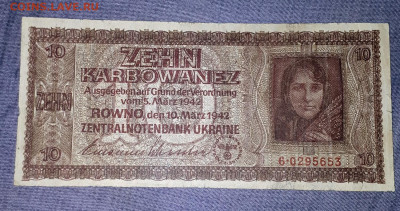 10 ZEHN 10
KARBOWANEZ
Ausgegeben auf Grund der Verordnung
vom 5. März 1942
ZEHN
ROWNO, den 10. März 1942
ZENTRALNOTENBANK UKRAINE
10
6·0295653
10